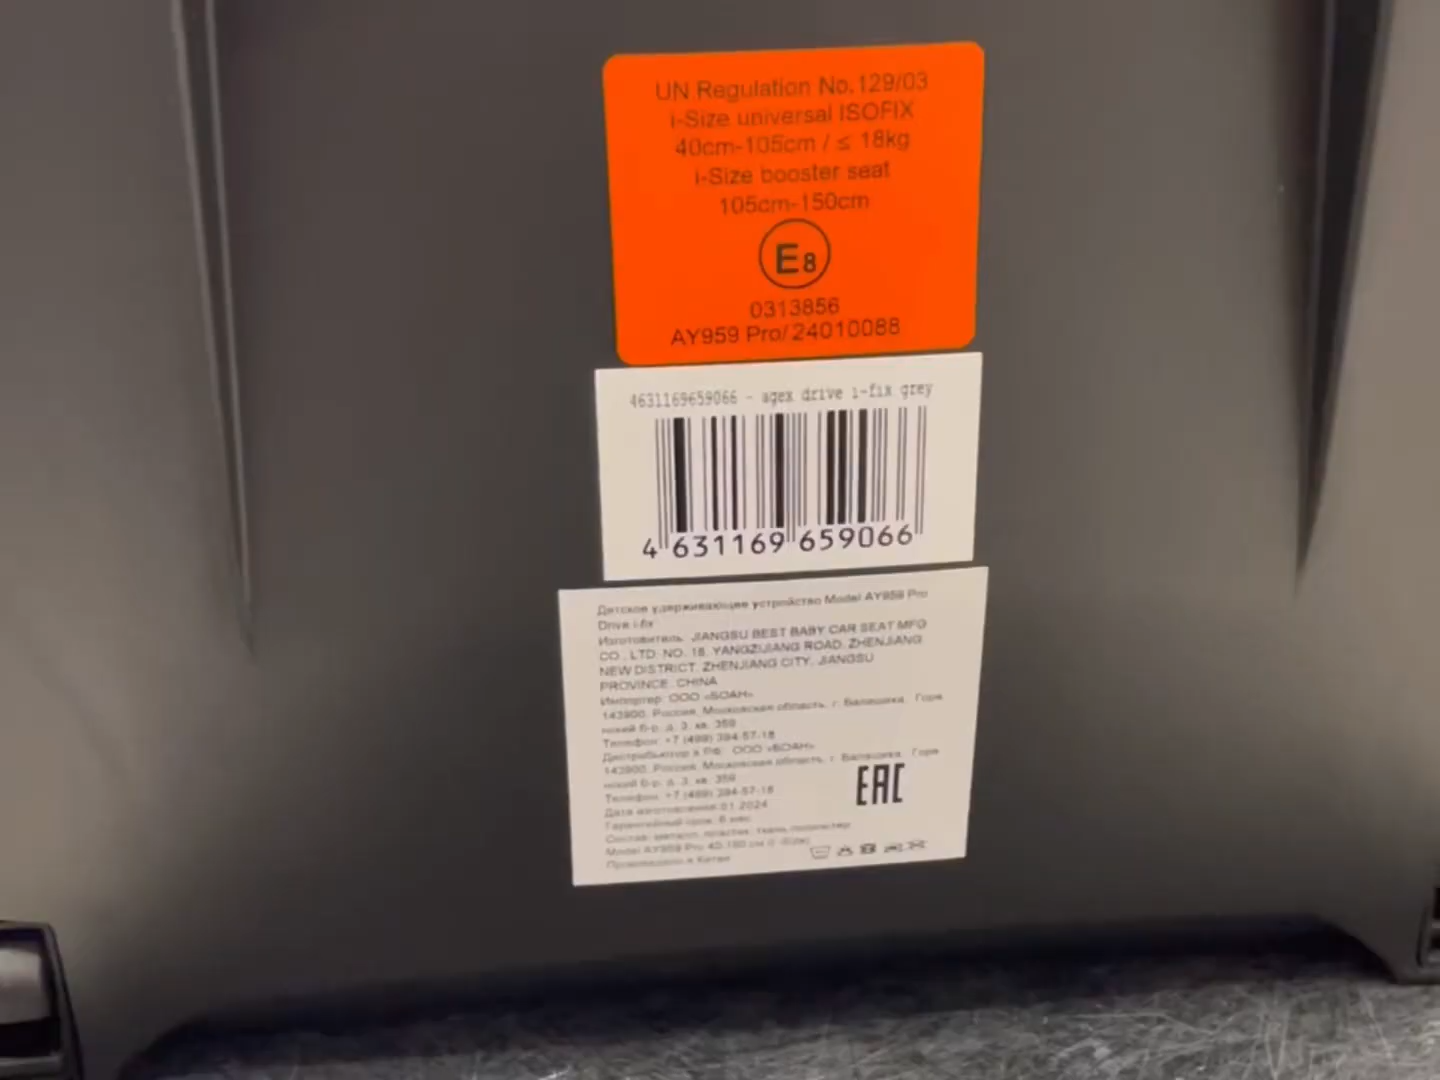 UN Regulation No.129/03
i-Size universal ISOFIX
40cm-105cm / ≤ 18kg
i-Size booster seat
105cm-150cm
E8
0313856
AY959 Pro/ 24010088
4631169659066 - agex drive i-fix grey
4 631169 659066
Детское удерживающее устройство Model AY959 Pro
Drive i-fix
Изготовитель: JIANGSU BEST BABY CAR SEAT MFG
CO., LTD. NO. 18, YANGZIJIANG ROAD, ZHENJIANG
NEW DISTRICT, ZHENJIANG CITY, JIANGSU
PROVINCE, CHINA
Импортер: ООО «БОАН»
143900, Россия, Московская область, г. Балашиха,
б-р, д. 3, кв. 359
Телефон: +7 (499) 394-57-18
Дистрибьютор в РФ: ООО «БОАН»
143900, Россия, Московская область, г. Балашиха,
б-р, д. 3, кв. 359
Телефон: +7 (499) 394-57-18
EAC
Дата изготовления 01.2024
Гарантийный срок: 6 мес.
Состав: металл, пластик, ткань полиэстер
Model AY959 Pro 40-150 см (i-Size)
Произведено в Китае